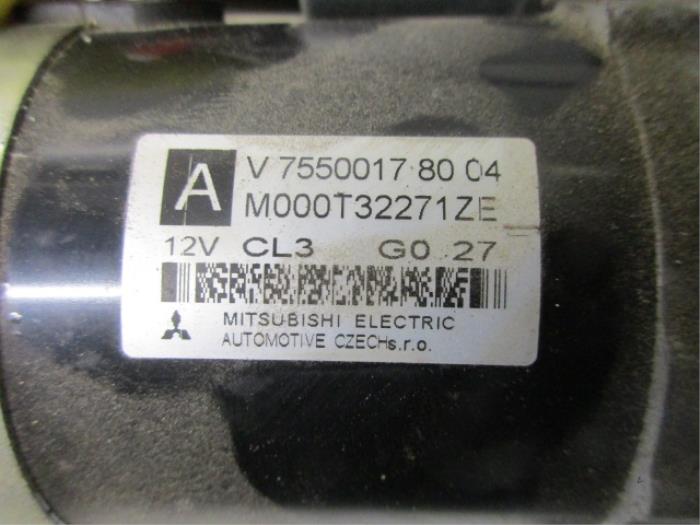 A V 7550017 80 04
M000T32271ZE
12V CL3 G0 27
MITSUBISHI ELECTRIC
AUTOMOTIVE CZECHs.r.o.